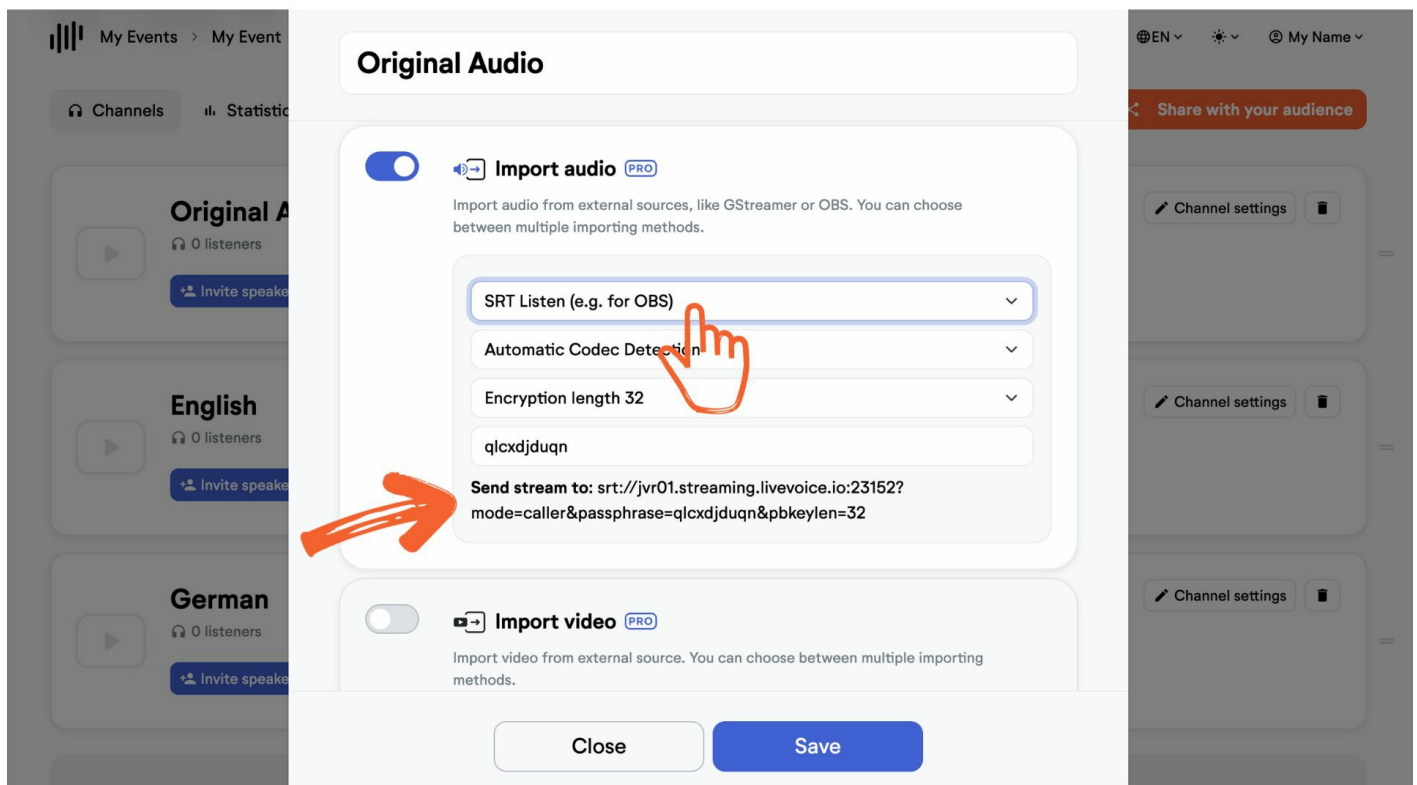 My Events > My Event
EN
My Name
Channels
Statistic
Share with your audience
Original Audio
Import audio PRO
Import audio from external sources, like GStreamer or OBS. You can choose
between multiple importing methods.
SRT Listen (e.g. for OBS)
Automatic Codec Detection
Encryption length 32
qlcxdjduqn
Send stream to: srt://jvr01.streaming.livevoice.io:23152?
mode=caller&passphrase=qlcxdjduqn&pbkeylen=32
Import video PRO
Import video from external source. You can choose between multiple importing
methods.
Close
Save
Original A
0 listeners
Invite speake
Channel settings
English
0 listeners
Invite speake
Channel settings
German
0 listeners
Invite speake
Channel settings